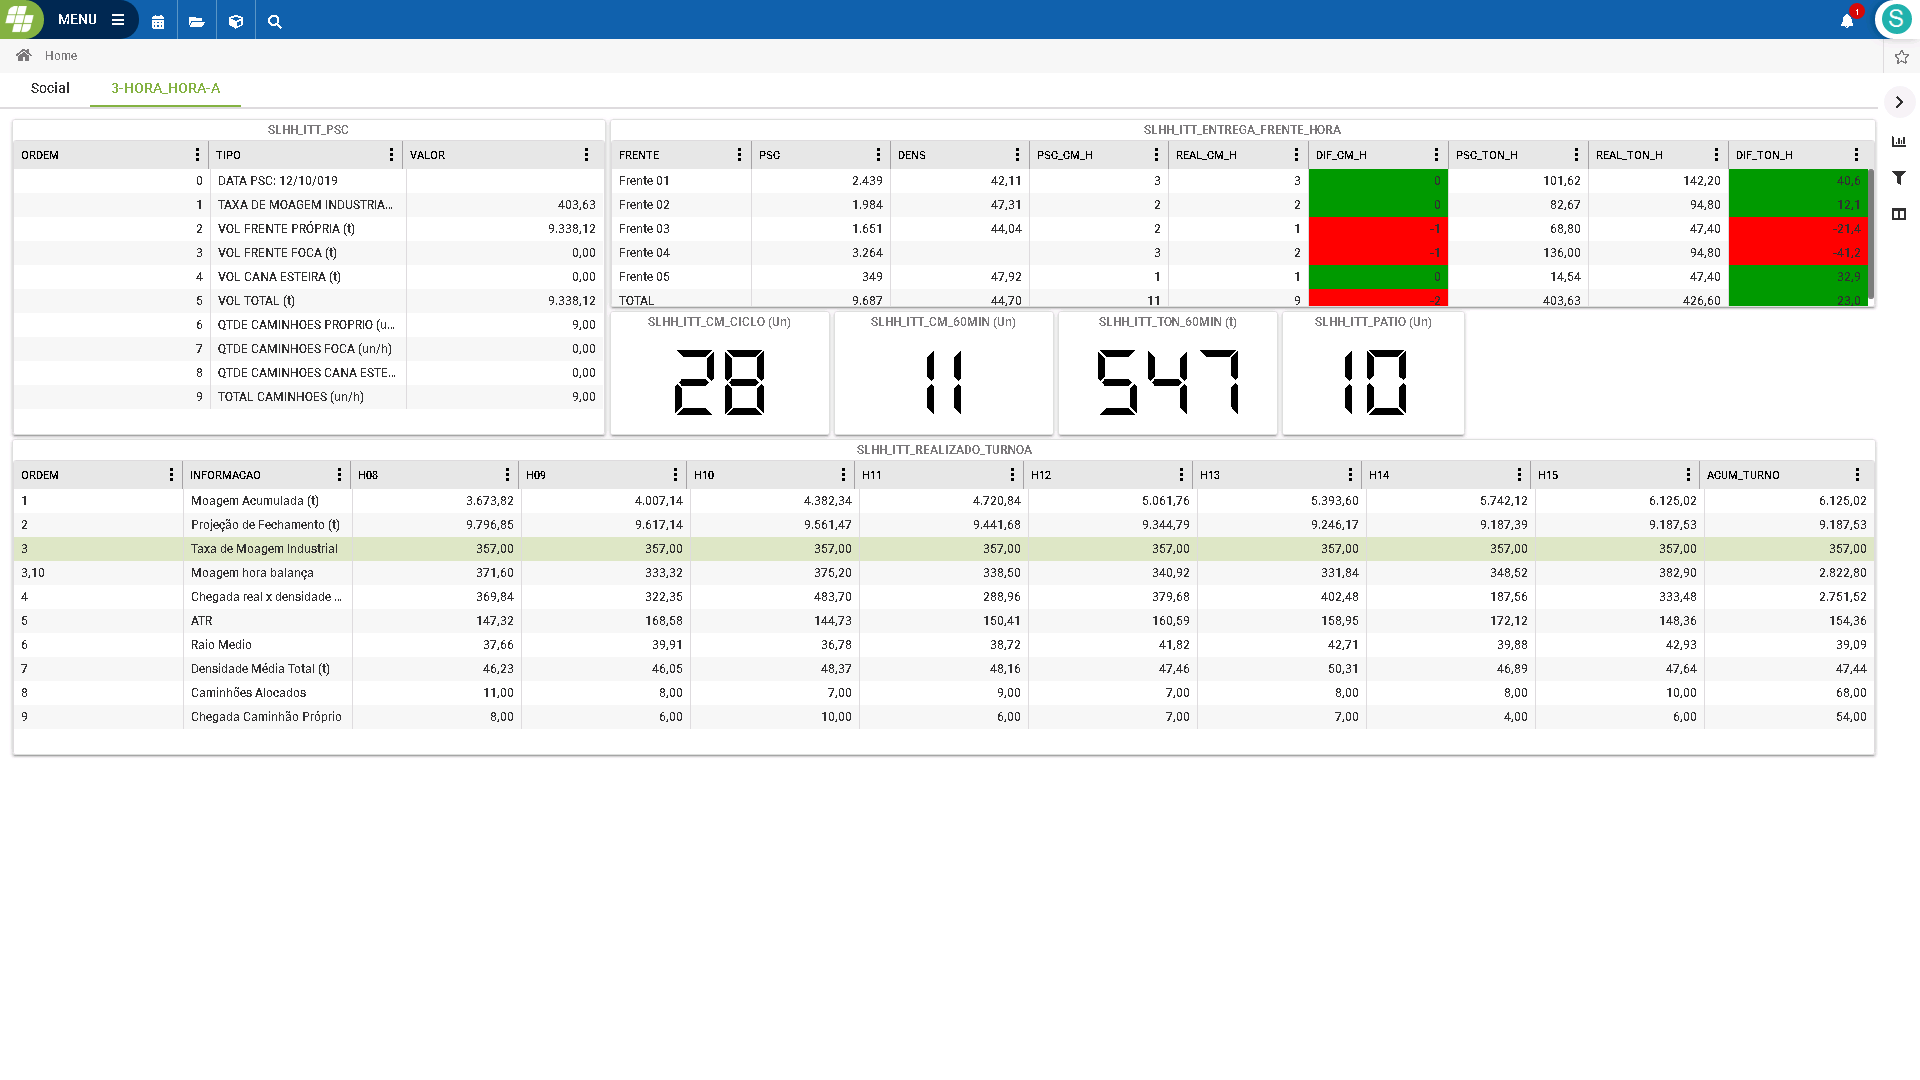 MENU
1
S
Home
Social 3-HORA_HORA-A
SLHH_ITT_PSC
ORDEM TIPO VALOR
0 DATA PSC: 12/10/019
1 TAXA DE MOAGEM INDUSTRIA... 403,63
2 VOL FRENTE PRÓPRIA (t) 9.338,12
3 VOL FRENTE FOCA (t) 0,00
4 VOL CANA ESTEIRA (t) 0,00
5 VOL TOTAL (t) 9.338,12
6 QTDE CAMINHOES PROPRIO (u... 9,00
7 QTDE CAMINHOES FOCA (un/h) 0,00
8 QTDE CAMINHOES CANA ESTE... 0,00
9 TOTAL CAMINHOES (un/h) 9,00
SLHH_ITT_ENTREGA_FRENTE_HORA
FRENTE PSC DENS PSC_CM_H REAL_CM_H DIF_CM_H PSC_TON_H REAL_TON_H DIF_TON_H
Frente 01 2.439 42,11 3 3 0 101,62 142,20 40,6
Frente 02 1.984 47,31 2 2 0 82,67 94,80 12,1
Frente 03 1.651 44,04 2 1 -1 68,80 47,40 -21,4
Frente 04 3.264 3 2 -1 136,00 94,80 -41,2
Frente 05 349 47,92 1 1 0 14,54 47,40 32,9
TOTAL 9.687 44,70 11 9 -2 403,63 426,60 23,0
SLHH_ITT_CM_CICLO (Un) SLHH_ITT_CM_60MIN (Un) SLHH_ITT_TON_60MIN (t) SLHH_ITT_PATIO (Un)
28 11 547 10
SLHH_ITT_REALIZADO_TURNOA
ORDEM INFORMACAO H08 H09 H10 H11 H12 H13 H14 H15 ACUM_TURNO
1 Moagem Acumulada (t) 3.673,82 4.007,14 4.382,34 4.720,84 5.061,76 5.393,60 5.742,12 6.125,02 6.125,02
2 Projeção de Fechamento (t) 9.796,85 9.617,14 9.561,47 9.441,68 9.344,79 9.246,17 9.187,39 9.187,53 9.187,53
3 Taxa de Moagem Industrial 357,00 357,00 357,00 357,00 357,00 357,00 357,00 357,00 357,00
3,10 Moagem hora balança 371,60 333,32 375,20 338,50 340,92 331,84 348,52 382,90 2.822,80
4 Chegada real x densidade ... 369,84 322,35 483,70 288,96 379,68 402,48 187,56 333,48 2.751,52
5 ATR 147,32 168,58 144,73 150,41 160,59 158,95 172,12 148,36 154,36
6 Raio Medio 37,66 39,91 36,78 38,72 41,82 42,71 39,88 42,93 39,09
7 Densidade Média Total (t) 46,23 46,05 48,37 48,16 47,46 50,31 46,89 47,64 47,44
8 Caminhões Alocados 11,00 8,00 7,00 9,00 7,00 8,00 8,00 10,00 68,00
9 Chegada Caminhão Próprio 8,00 6,00 10,00 6,00 7,00 7,00 4,00 6,00 54,00